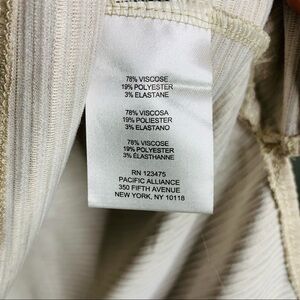 78% VISCOSE
19% POLYESTER
3% ELASTANE
78% VISCOSA
19% POLIESTER
3% ELASTANO
78% VISCOSE
19% POLYESTER
3% ÉLASTHANNE
RN 123475
PACIFIC ALLIANCE
350 FIFTH AVENUE
NEW YORK, NY 10118